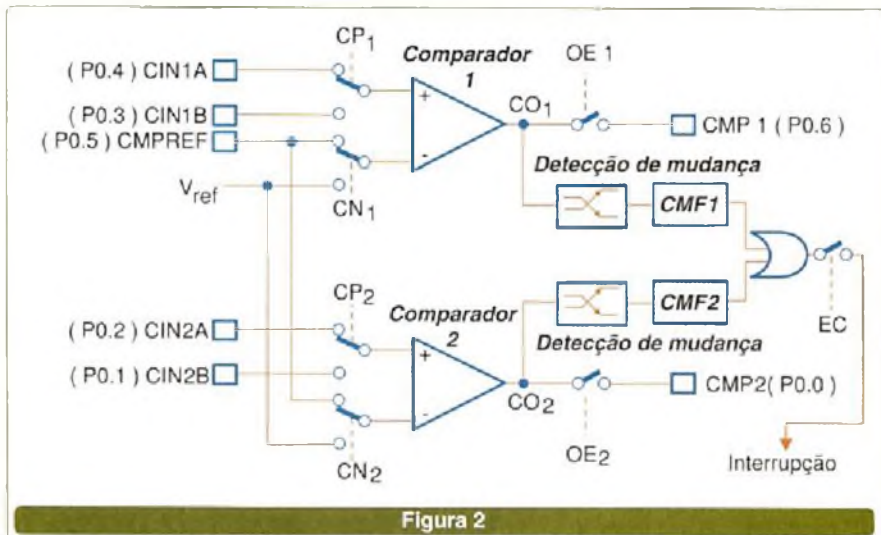 CP1
Comparador
1
OE 1
( P0.4 ) CIN1A
+
CO1
CMP 1 ( P0.6 )
( P0.3 ) CIN1B
( P0.5 ) CMPREF
-
Detecção de mudança
Vref
CN1
CMF1
CP2
Comparador
2
CMF2
EC
( P0.2 ) CIN2A
+
Detecção de mudança
( P0.1 ) CIN2B
CO2
CMP2( P0.0 )
-
OE2
CN2
Interrupção
Figura 2